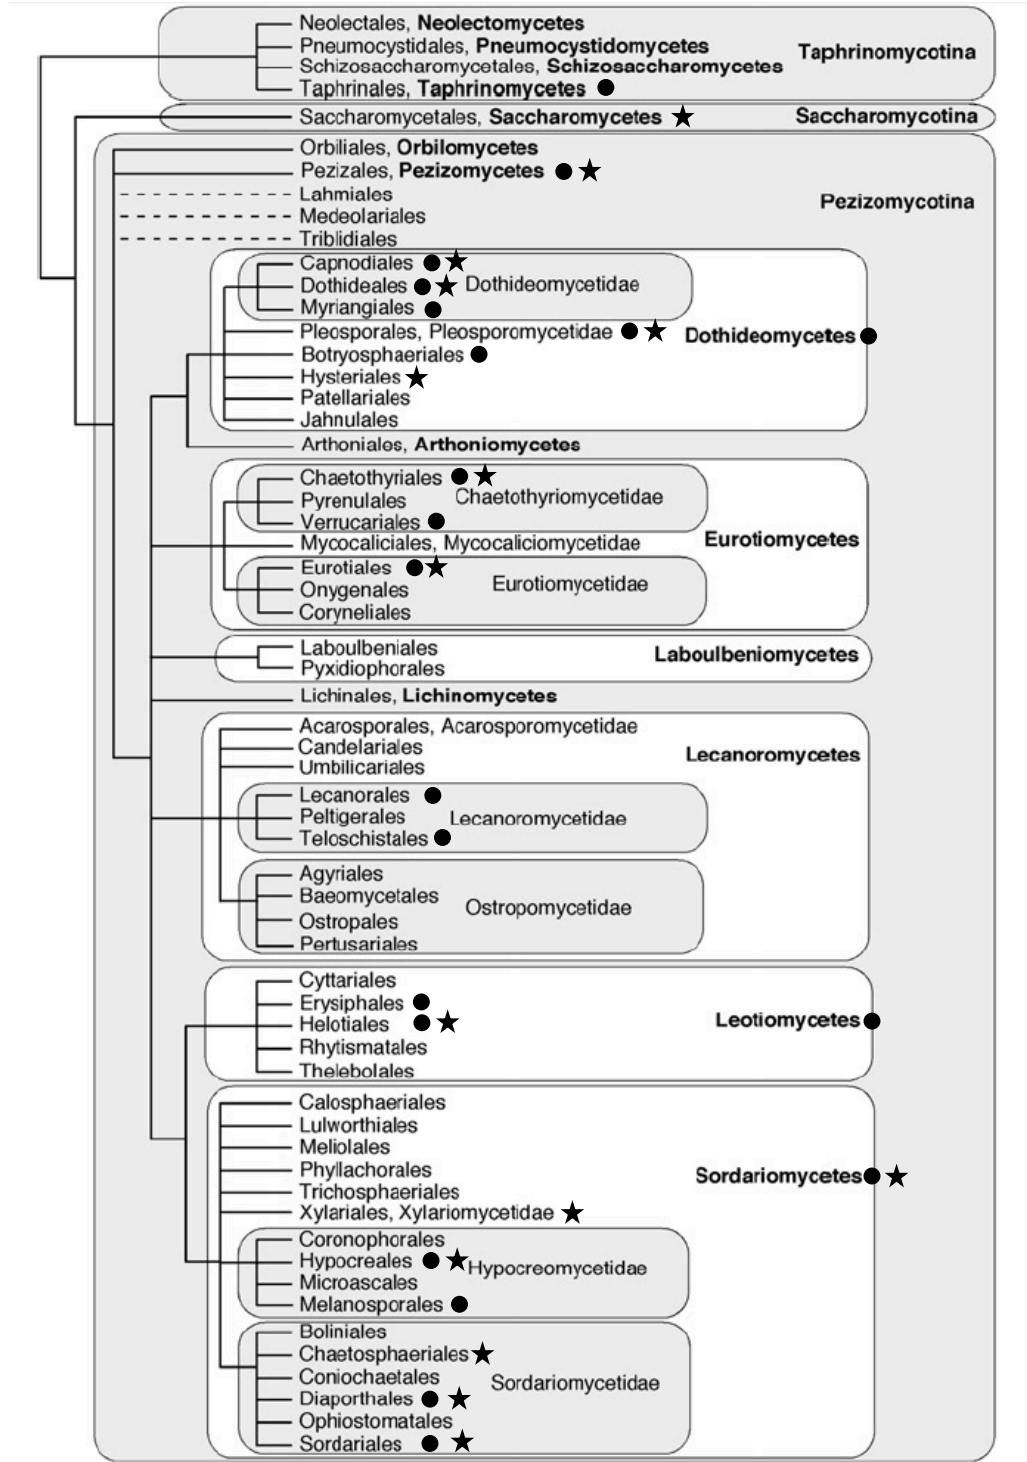 Neolectales, Neolectomycetes
Pneumocystidales, Pneumocystidomycetes
Taphrinomycotina
Schizosaccharomycetales, Schizosaccharomycetes
Taphrinales, Taphrinomycetes
Saccharomycetales, Saccharomycetes
Saccharomycotina
Orbiliales, Orbilomycetes
Pezizales, Pezizomycetes
Lahmiales
Pezizomycotina
Medeolariales
Triblidiales
Capnodiales
Dothideales
Dothideomycetidae
Myriangiales
Pleosporales, Pleosporomycetidae
Dothideomycetes
Botryosphaeriales
Hysteriales
Patellariales
Jahnulales
Arthoniales, Arthoniomycetes
Chaetothyriales
Chaetothyriomycetidae
Pyrenulales
Verrucariales
Mycocaliciales, Mycocaliciomycetidae
Eurotiomycetes
Eurotiales
Eurotiomycetidae
Onygenales
Coryneliales
Laboulbeniales
Laboulbeniomycetes
Pyxidiophorales
Lichinales, Lichinomycetes
Acarosporales, Acarosporomycetidae
Candelariales
Lecanoromycetes
Umbilicariales
Lecanorales
Peltigerales
Lecanoromycetidae
Teloschistales
Agyriales
Baeomycetales
Ostropomycetidae
Ostropales
Pertusariales
Cyttariales
Erysiphales
Helotiales
Leotiomycetes
Rhytismatales
Thelebolales
Calosphaeriales
Lulworthiales
Meliolales
Phyllachorales
Sordariomycetes
Trichosphaeriales
Xylariales, Xylariomycetidae
Coronophorales
Hypocreales
Hypocreomycetidae
Microascales
Melanosporales
Boliniales
Chaetosphaeriales
Coniochaetales
Sordariomycetidae
Diaporthales
Ophiostomatales
Sordariales